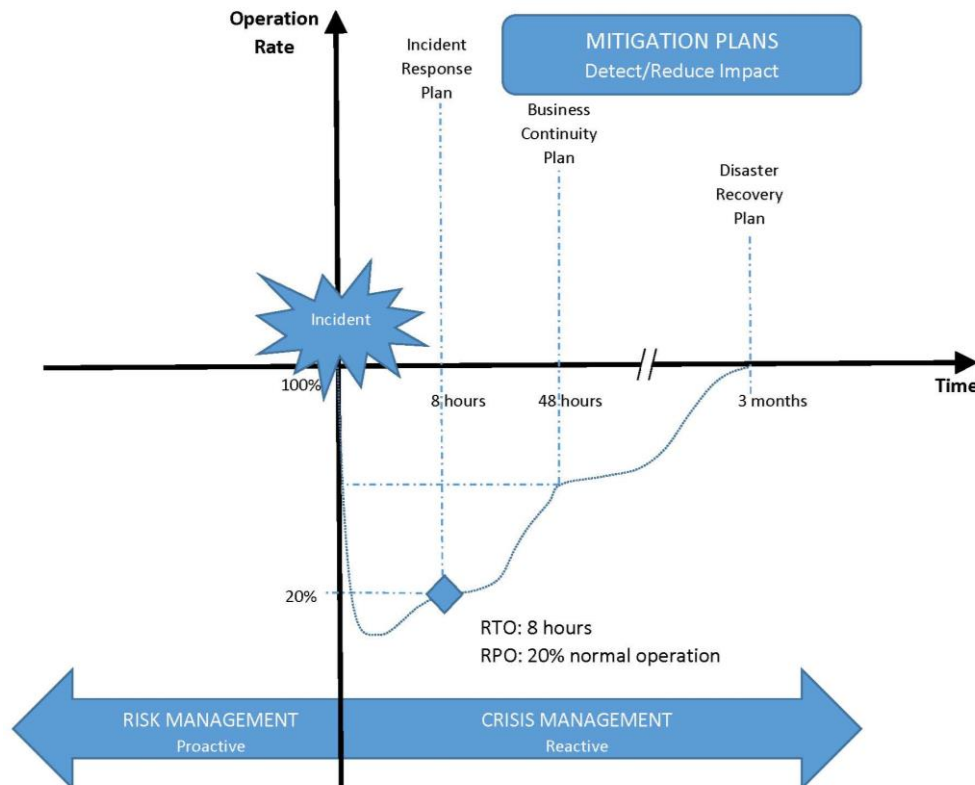 Operation
Rate
Incident
Response
Plan
MITIGATION PLANS
Detect/Reduce Impact
Business
Continuity
Plan
Disaster
Recovery
Plan
Incident
100%
8 hours
48 hours
3 months
Time
20%
RTO: 8 hours
RPO: 20% normal operation
RISK MANAGEMENT
Proactive
CRISIS MANAGEMENT
Reactive